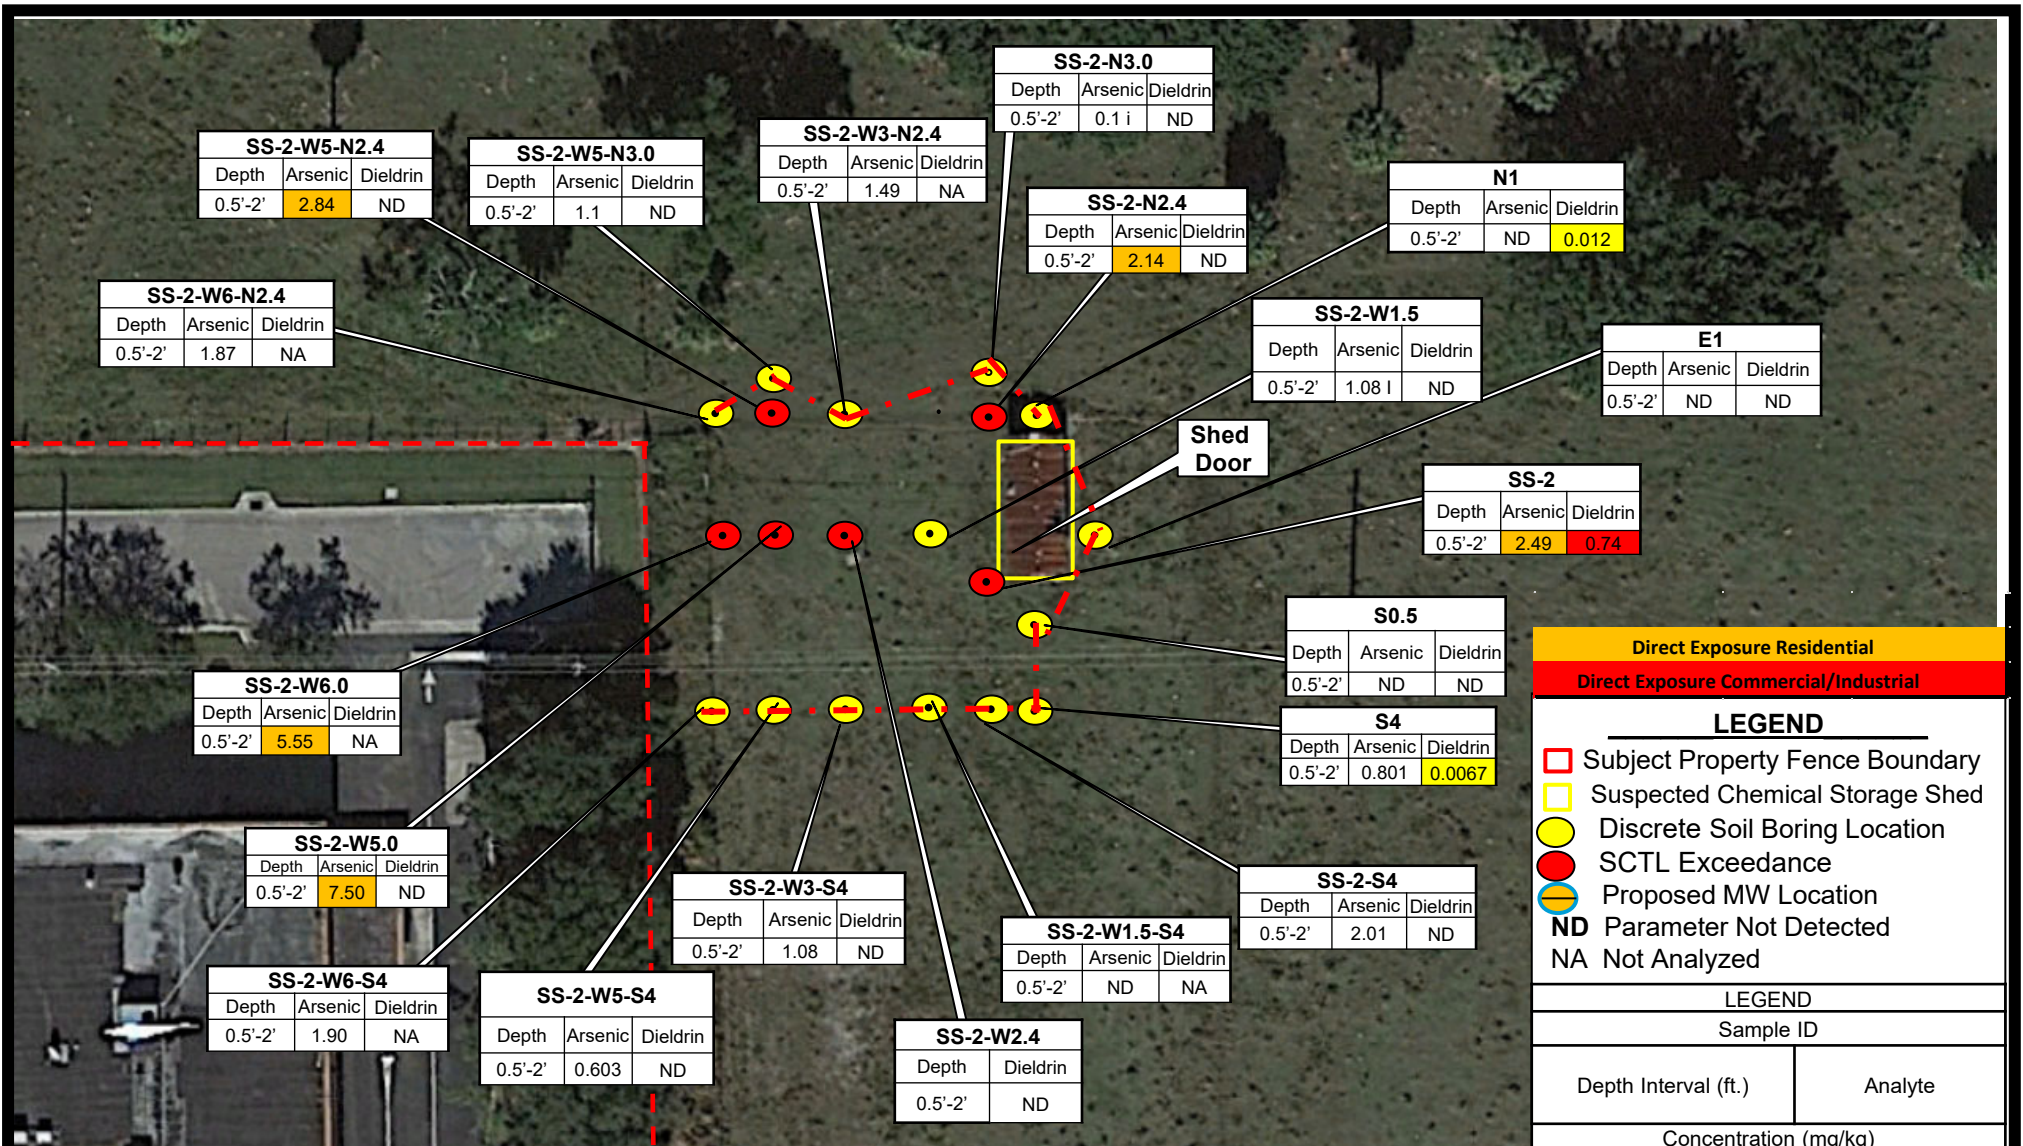 SS-2-N3.0
Depth Arsenic Dieldrin
0.5'-2' 0.1 i ND
SS-2-W5-N2.4
Depth Arsenic Dieldrin
0.5'-2' 2.84 ND
SS-2-W5-N3.0
Depth Arsenic Dieldrin
0.5'-2' 1.1 ND
SS-2-W3-N2.4
Depth Arsenic Dieldrin
0.5'-2' 1.49 NA
SS-2-N2.4
Depth Arsenic Dieldrin
0.5'-2' 2.14 ND
N1
Depth Arsenic Dieldrin
0.5'-2' ND 0.012
SS-2-W6-N2.4
Depth Arsenic Dieldrin
0.5'-2' 1.87 NA
SS-2-W1.5
Depth Arsenic Dieldrin
0.5'-2' 1.08 I ND
E1
Depth Arsenic Dieldrin
0.5'-2' ND ND
Shed
Door
SS-2
Depth Arsenic Dieldrin
0.5'-2' 2.49 0.74
S0.5
Depth Arsenic Dieldrin
0.5'-2' ND ND
SS-2-W6.0
Depth Arsenic Dieldrin
0.5'-2' 5.55 NA
S4
Depth Arsenic Dieldrin
0.5'-2' 0.801 0.0067
SS-2-W5.0
Depth Arsenic Dieldrin
0.5'-2' 7.50 ND
SS-2-W3-S4
Depth Arsenic Dieldrin
0.5'-2' 1.08 ND
SS-2-S4
Depth Arsenic Dieldrin
0.5'-2' 2.01 ND
SS-2-W1.5-S4
Depth Arsenic Dieldrin
0.5'-2' ND NA
SS-2-W6-S4
Depth Arsenic Dieldrin
0.5'-2' 1.90 NA
SS-2-W5-S4
Depth Arsenic Dieldrin
0.5'-2' 0.603 ND
SS-2-W2.4
Depth Dieldrin
0.5'-2' ND
Direct Exposure Residential
Direct Exposure Commercial/Industrial
LEGEND
Subject Property Fence Boundary
Suspected Chemical Storage Shed
Discrete Soil Boring Location
SCTL Exceedance
Proposed MW Location
ND Parameter Not Detected
NA Not Analyzed
LEGEND
Sample ID
Depth Interval (ft.) Analyte
Concentration (mg/kg)